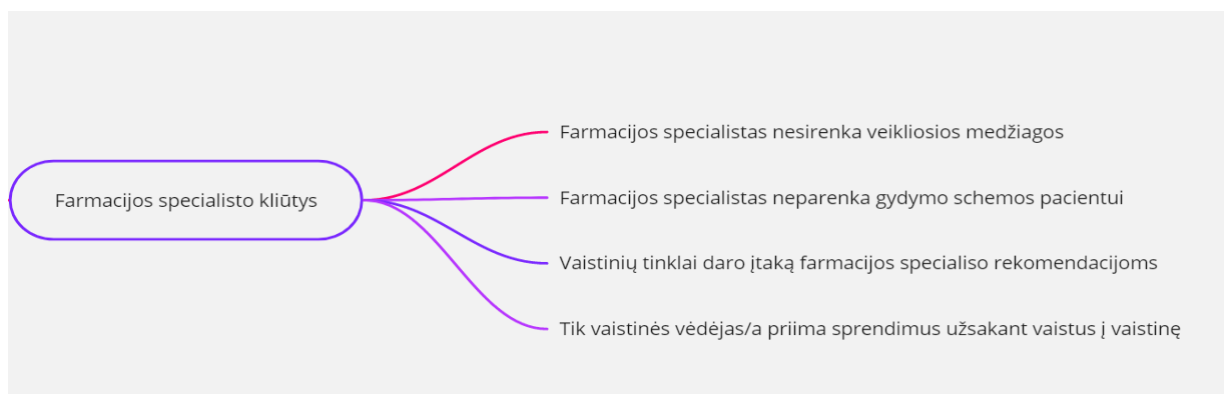 Farmacijos specialistas nesirenka veikliosios medžiagos
Farmacijos specialisto kliūtys
Farmacijos specialistas neparenka gydymo schemos pacientui
Vaistinių tinklai daro įtaką farmacijos specialiso rekomendacijoms
Tik vaistinės vėdėjas/a priima sprendimus užsakant vaistus į vaistinę